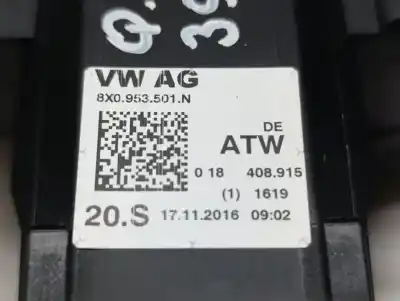 Q.
39
VW AG
8X0.953.501.N
DE
ATW
0 18 408.915
(1) 1619
20.S 17.11.2016 09:02